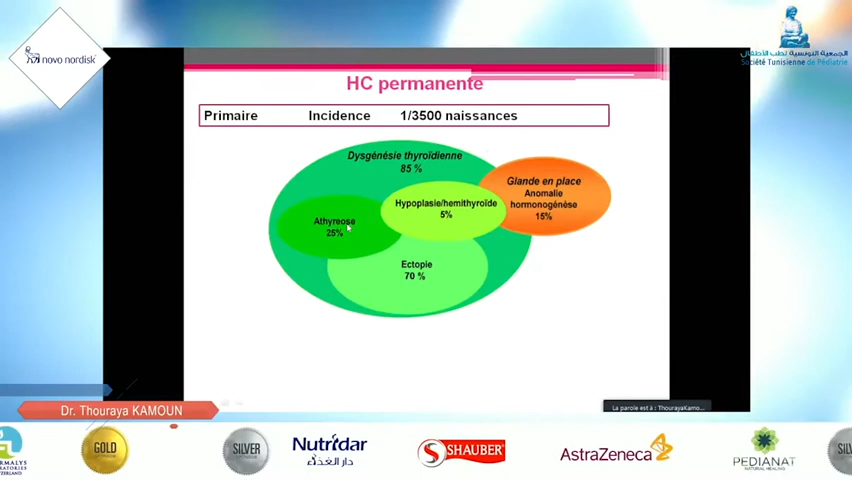 novo nordisk
الجمعية التونسية لطب الأطفال
Société Tunisienne de Pédiatrie
HC permanente
Primaire Incidence 1/3500 naissances
Dysgénésie thyroïdienne
85 %
Glande en place
Anomalie
hormonogénèse
15%
Hypoplasie/hemithyroïde
5%
Athyreose
25%
Ectopie
70 %
La parole est à : ThourayaKamo...
Dr. Thouraya KAMOUN
GOLD
SILVER
Nutridar
دار الغذاء
SHAUBER
AstraZeneca
PEDIANAT
NATURAL HEALING